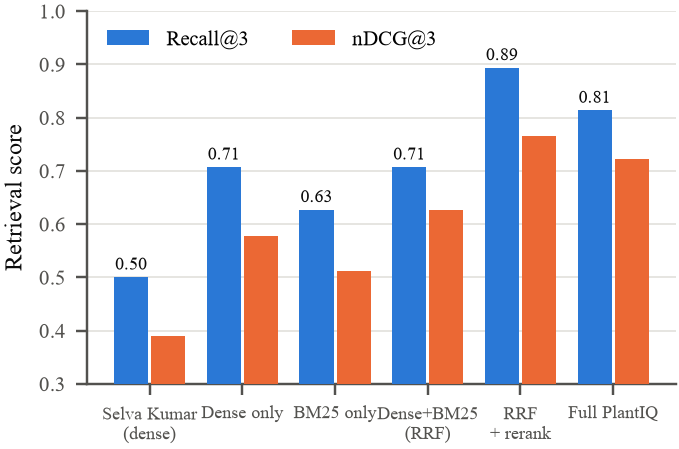 Recall@3 nDCG@3
Retrieval score
1.0
0.9
0.8
0.7
0.6
0.5
0.4
0.3
0.50
0.71
0.63
0.71
0.89
0.81
Selva Kumar
(dense)
Dense only
BM25 only
Dense+BM25
(RRF)
RRF
+ rerank
Full PlantIQ